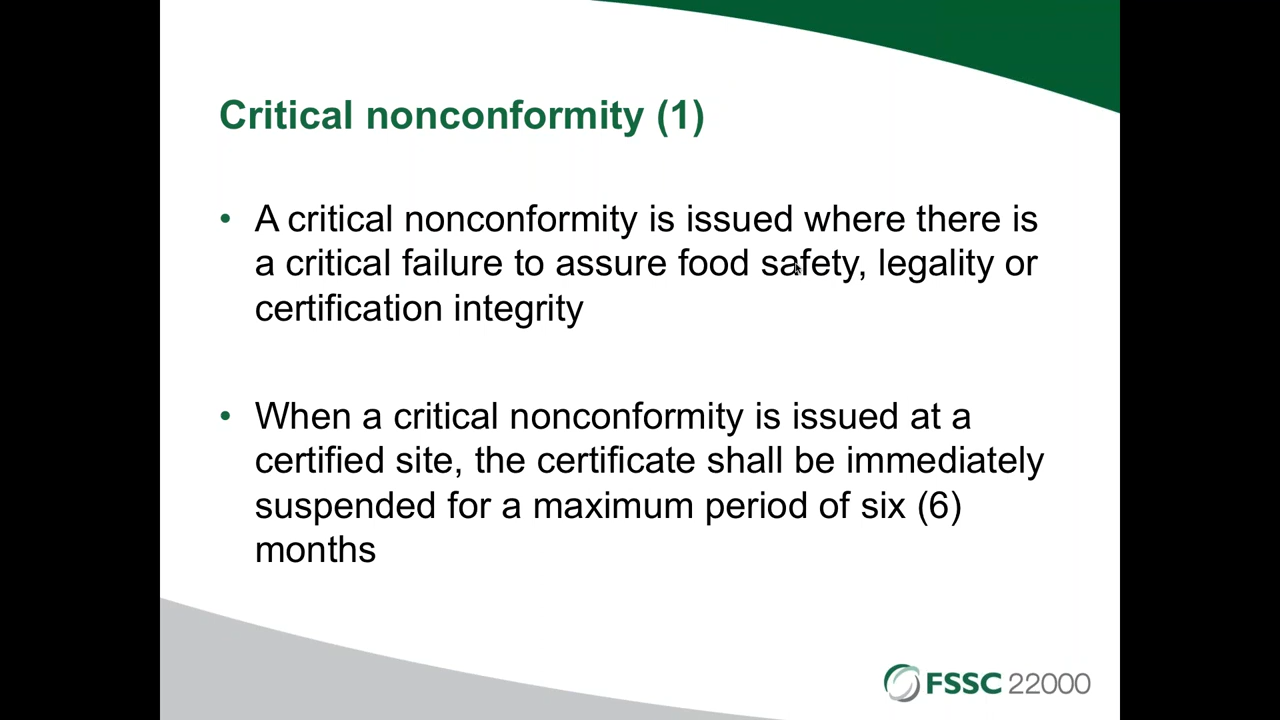 Critical nonconformity (1)
• A critical nonconformity is issued where there is
a critical failure to assure food safety, legality or
certification integrity
• When a critical nonconformity is issued at a
certified site, the certificate shall be immediately
suspended for a maximum period of six (6)
months
FSSC 22000